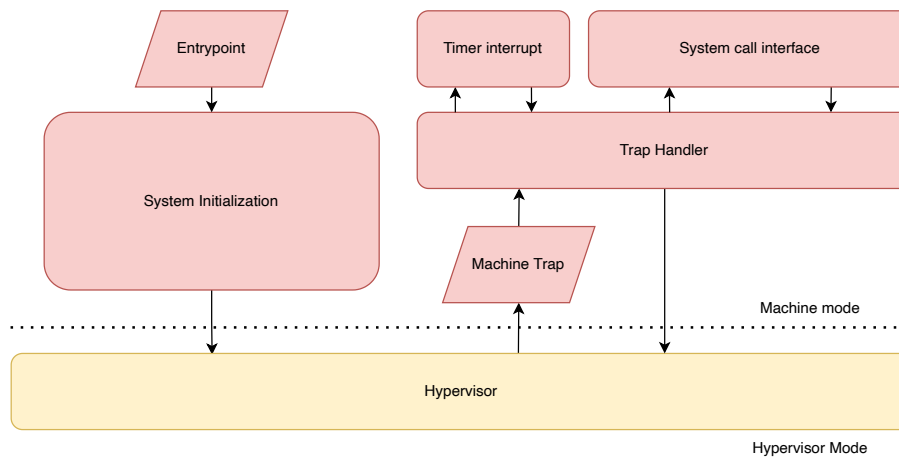 Entrypoint
Timer interrupt
System call interface
Trap Handler
System Initialization
Machine Trap
Machine mode
Hypervisor
Hypervisor Mode